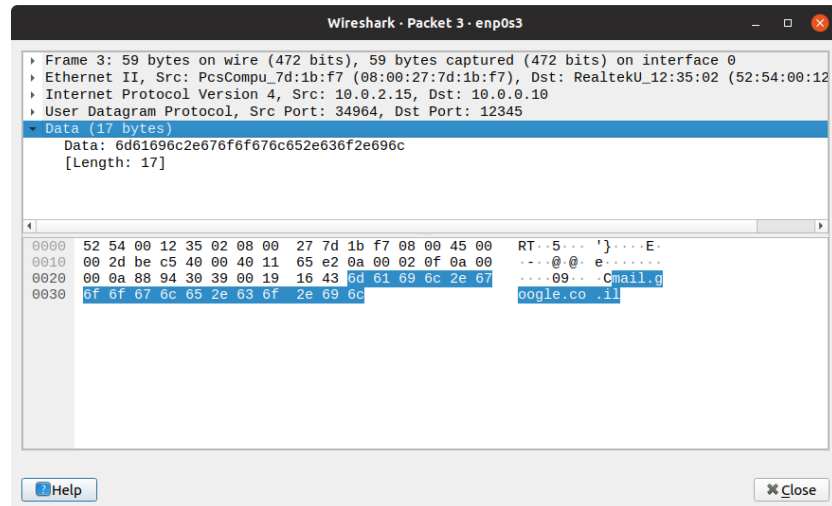 Wireshark · Packet 3 · enp0s3
Frame 3: 59 bytes on wire (472 bits), 59 bytes captured (472 bits) on interface 0
Ethernet II, Src: PcsCompu_7d:1b:f7 (08:00:27:7d:1b:f7), Dst: RealtekU_12:35:02 (52:54:00:12
Internet Protocol Version 4, Src: 10.0.2.15, Dst: 10.0.0.10
User Datagram Protocol, Src Port: 34964, Dst Port: 12345
Data (17 bytes)
Data: 6d61696c2e676f6f676c652e636f2e696c
[Length: 17]
0000 52 54 00 12 35 02 08 00 27 7d 1b f7 08 00 45 00 RT··5··· '}····E·
0010 00 2d be c5 40 00 40 11 65 e2 0a 00 02 0f 0a 00 ·-··@·@· e·······
0020 00 0a 88 94 30 39 00 19 16 43 6d 61 69 6c 2e 67 ····09·· ·Cmail.g
0030 6f 6f 67 6c 65 2e 63 6f 2e 69 6c oogle.co .il
Help
Close